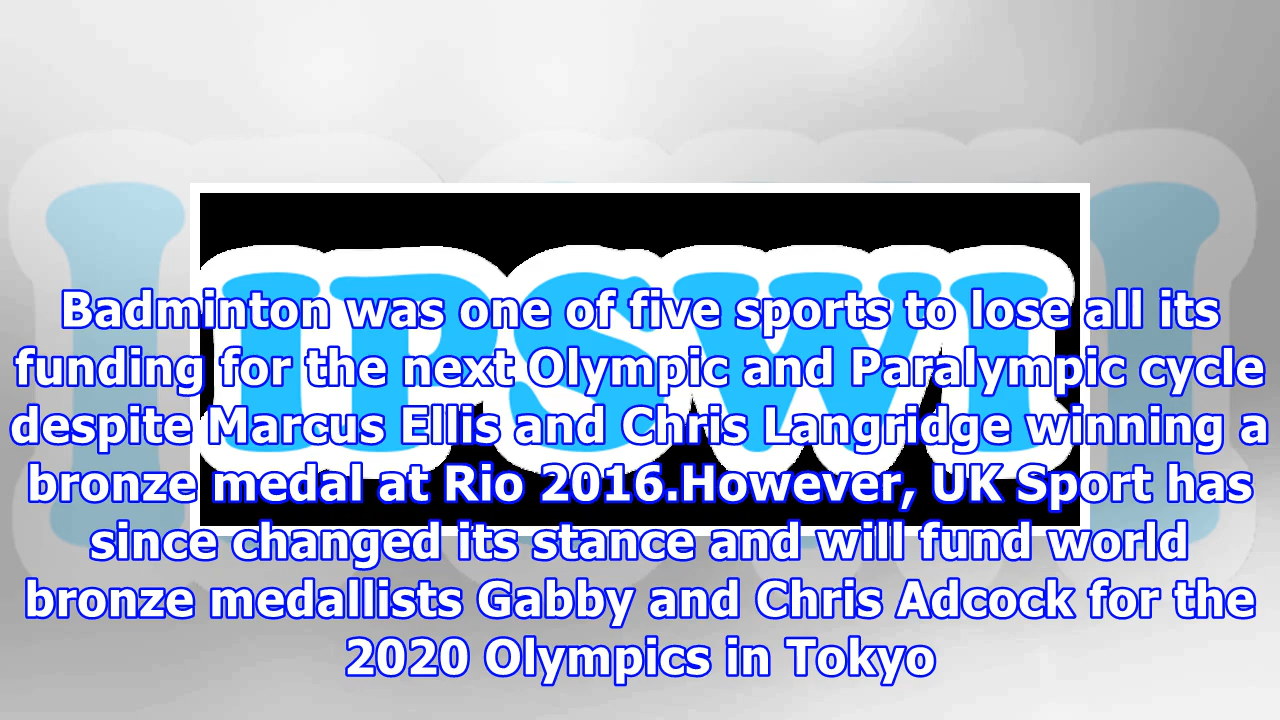 IPSWI
Badminton was one of five sports to lose all its
funding for the next Olympic and Paralympic cycle
despite Marcus Ellis and Chris Langridge winning a
bronze medal at Rio 2016.However, UK Sport has
since changed its stance and will fund world
bronze medallists Gabby and Chris Adcock for the
2020 Olympics in Tokyo